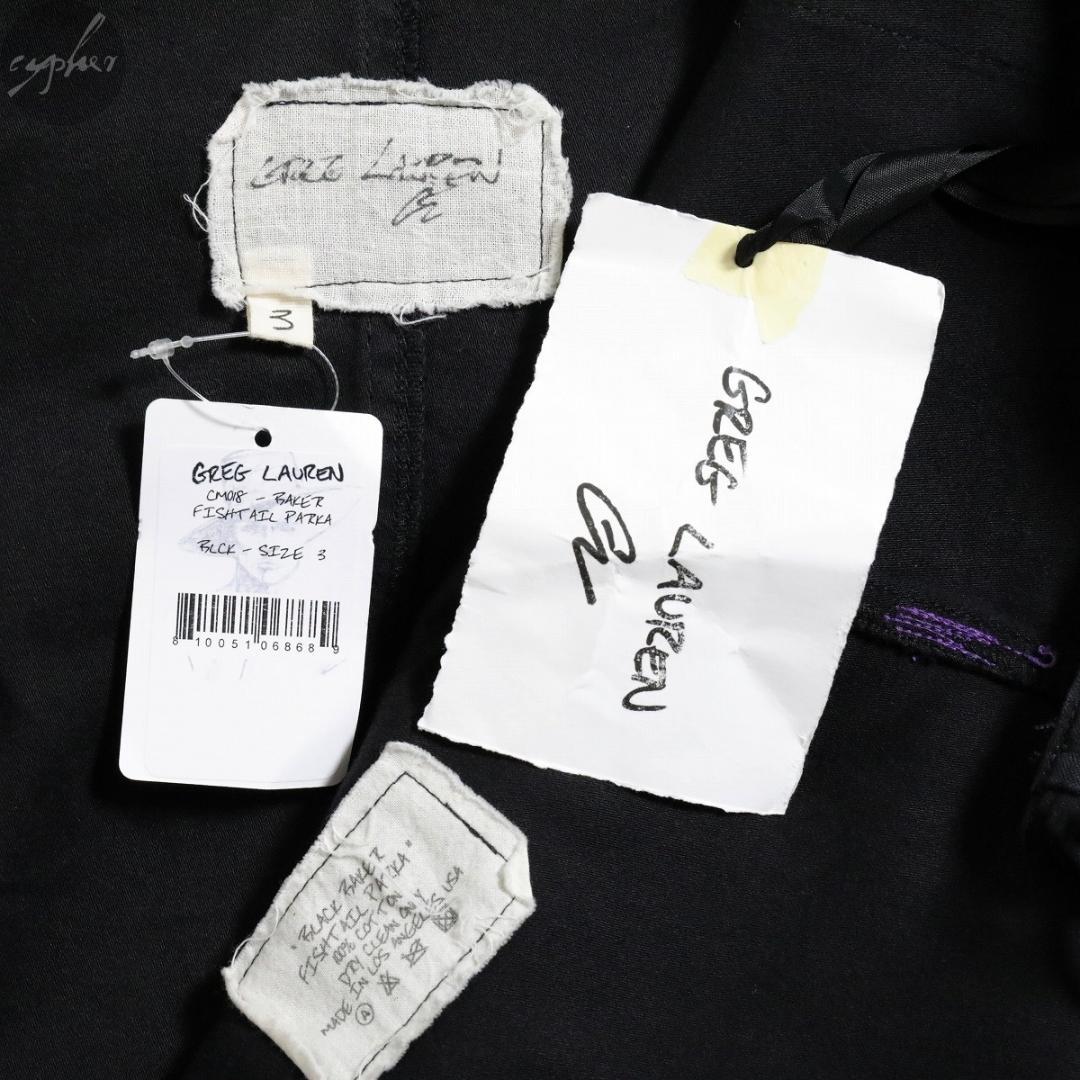 cypher
GREG LAUREN
GL
3
GREG LAUREN
CM018 - BAKER
FISHTAIL PARKA
BLCK - SIZE 3
8 10051 06868 9
GREG LAUREN
GL
"BLACK BAKER
FISHTAIL PARKA"
100% COTTON
DRY CLEAN ONLY
MADE IN LOS ANGELES USA
A